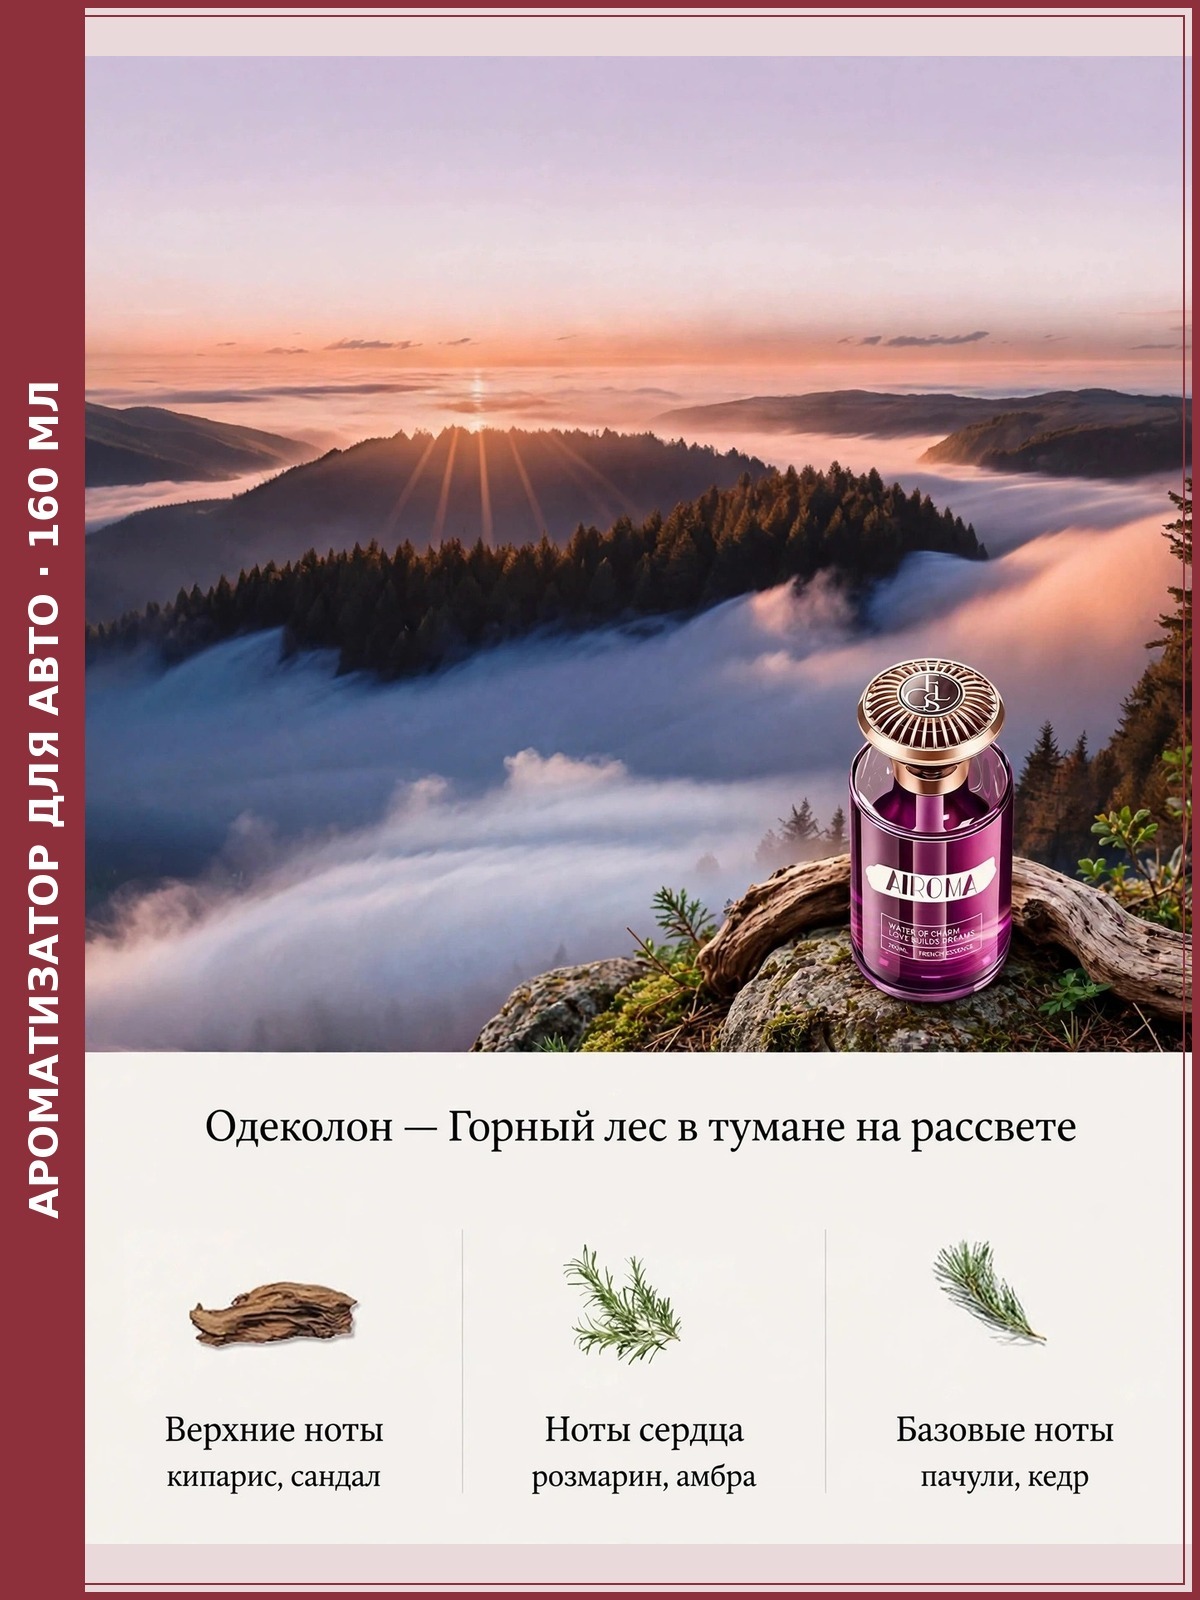 АРОМАТИЗАТОР ДЛЯ АВТО · 160 МЛ
AIROMA
WATER OF CHARM
LOVE BUILDS DREAMS
FRENCH ESSENCE
Одеколон — Горный лес в тумане на рассвете
Верхние ноты
кипарис, сандал
Ноты сердца
розмарин, амбра
Базовые ноты
пачули, кедр